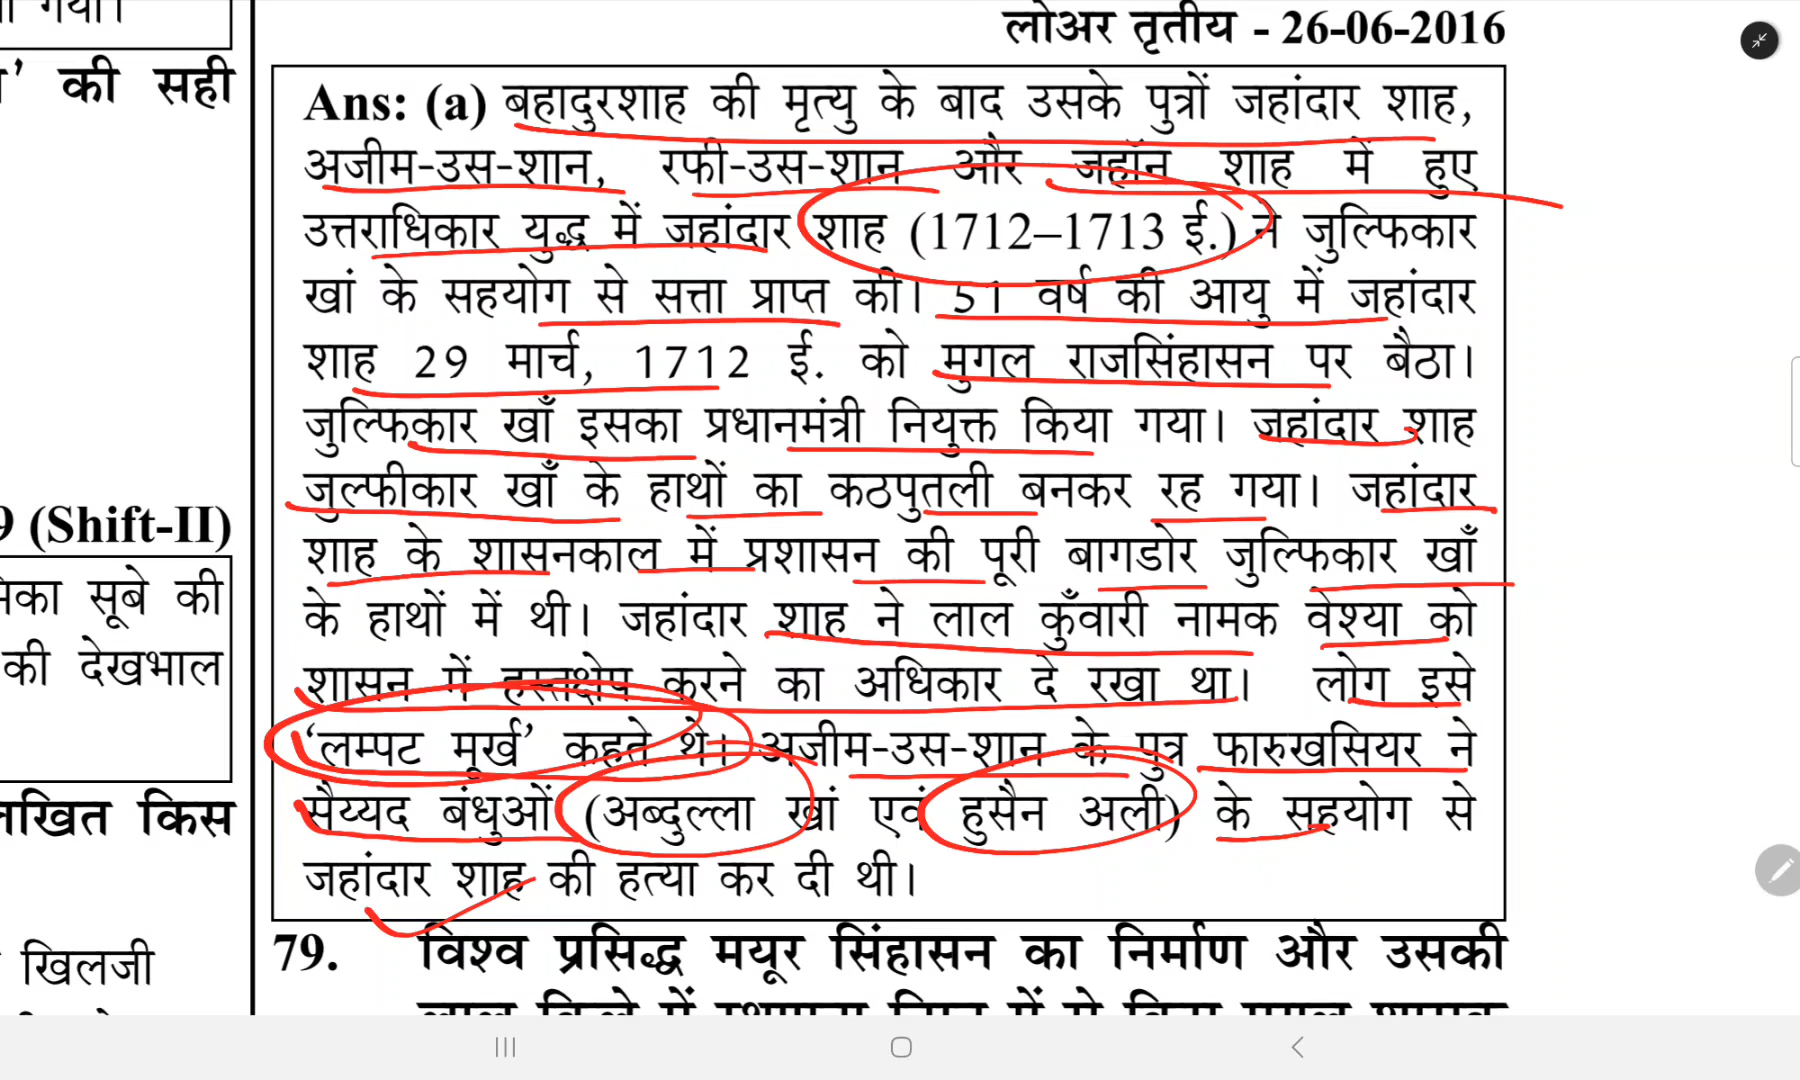 गया।
' की सही
9 (Shift-II)
सूबे की
की देखभाल
किस
खिलजी
लोअर तृतीय - 26-06-2016
Ans: (a) बहादुरशाह की मृत्यु के बाद उसके पुत्रों जहांदार शाह,
अजीम-उस-शान, रफी-उस-शान और जहॉन शाह में हुए
उत्तराधिकार युद्ध में जहांदार शाह (1712–1713 ई.) ने जुल्फिकार
खां के सहयोग से सत्ता प्राप्त की। 51 वर्ष की आयु में जहांदार
शाह 29 मार्च, 1712 ई. को मुगल राजसिंहासन पर बैठा।
जुल्फिकार खाँ इसका प्रधानमंत्री नियुक्त किया गया। जहांदार शाह
जुल्फीकार खाँ के हाथों का कठपुतली बनकर रह गया। जहांदार
शाह के शासनकाल में प्रशासन की पूरी बागडोर जुल्फिकार खाँ
के हाथों में थी। जहांदार शाह ने लाल कुँवारी नामक वेश्या को
शासन में हस्तक्षेप करने का अधिकार दे रखा था। लोग इसे
'लम्पट मूर्ख' कहते थे। अजीम-उस-शान के पुत्र फारुखसियर ने
सैय्यद बंधुओं (अब्दुल्ला खां एवं हुसैन अली) के सहयोग से
जहांदार शाह की हत्या कर दी थी।
79. विश्व प्रसिद्ध मयूर सिंहासन का निर्माण और उसकी